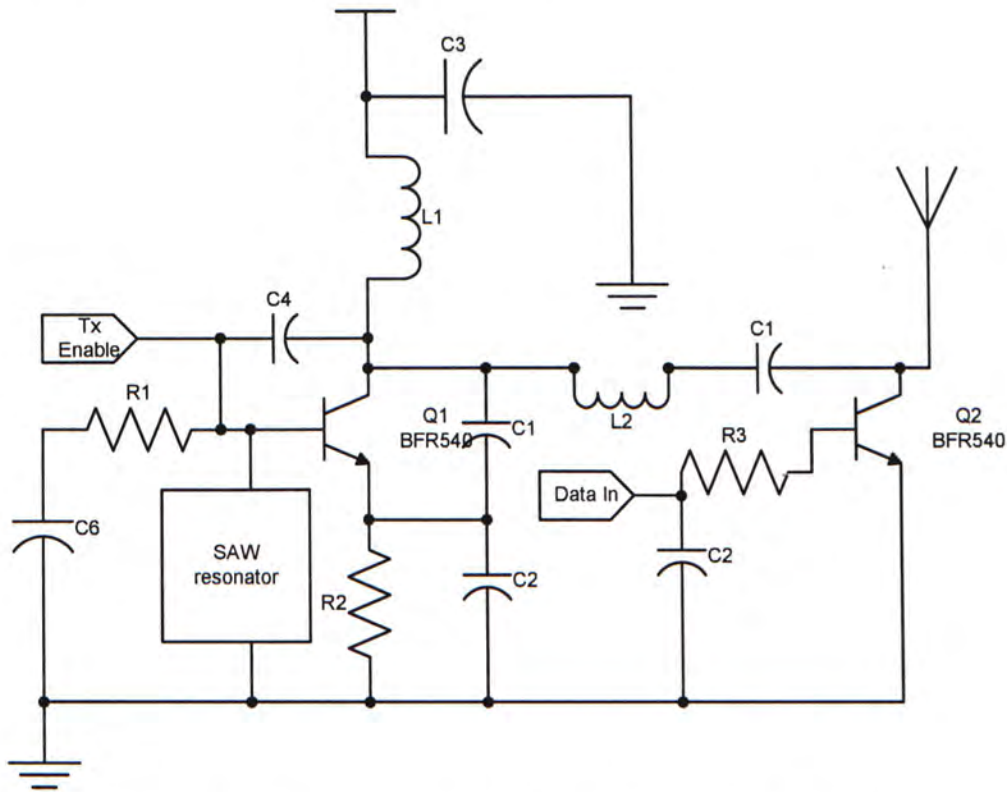 C3
L1
C4
Tx
Enable
C1
R1
Q1
BFR540
C1
L2
R3
Q2
BFR540
Data In
C6
SAW
resonator
R2
C2
C2